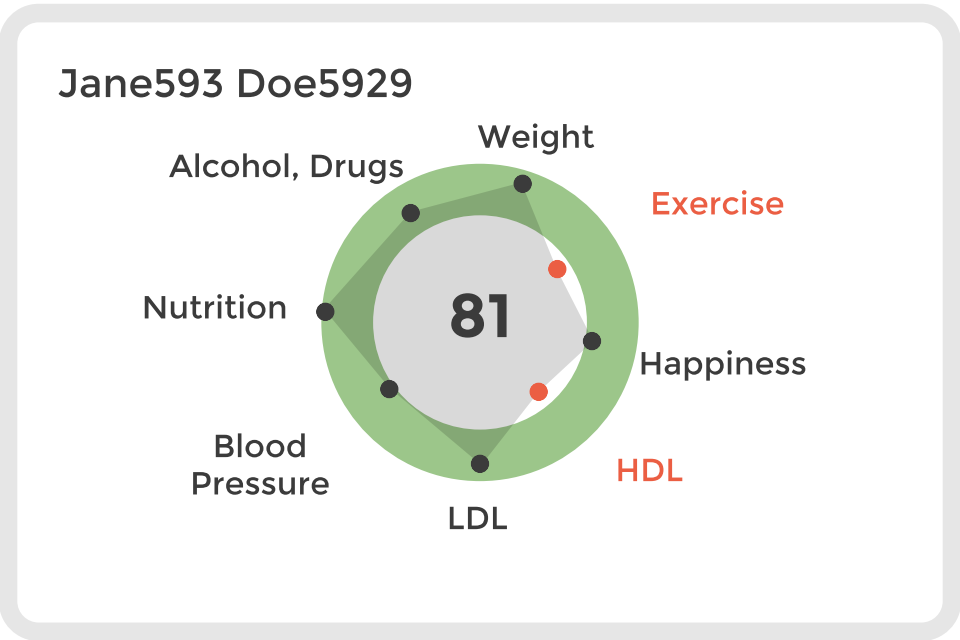 Jane593 Doe5929
Weight
Alcohol, Drugs
Exercise
Nutrition
81
Happiness
Blood
Pressure
HDL
LDL